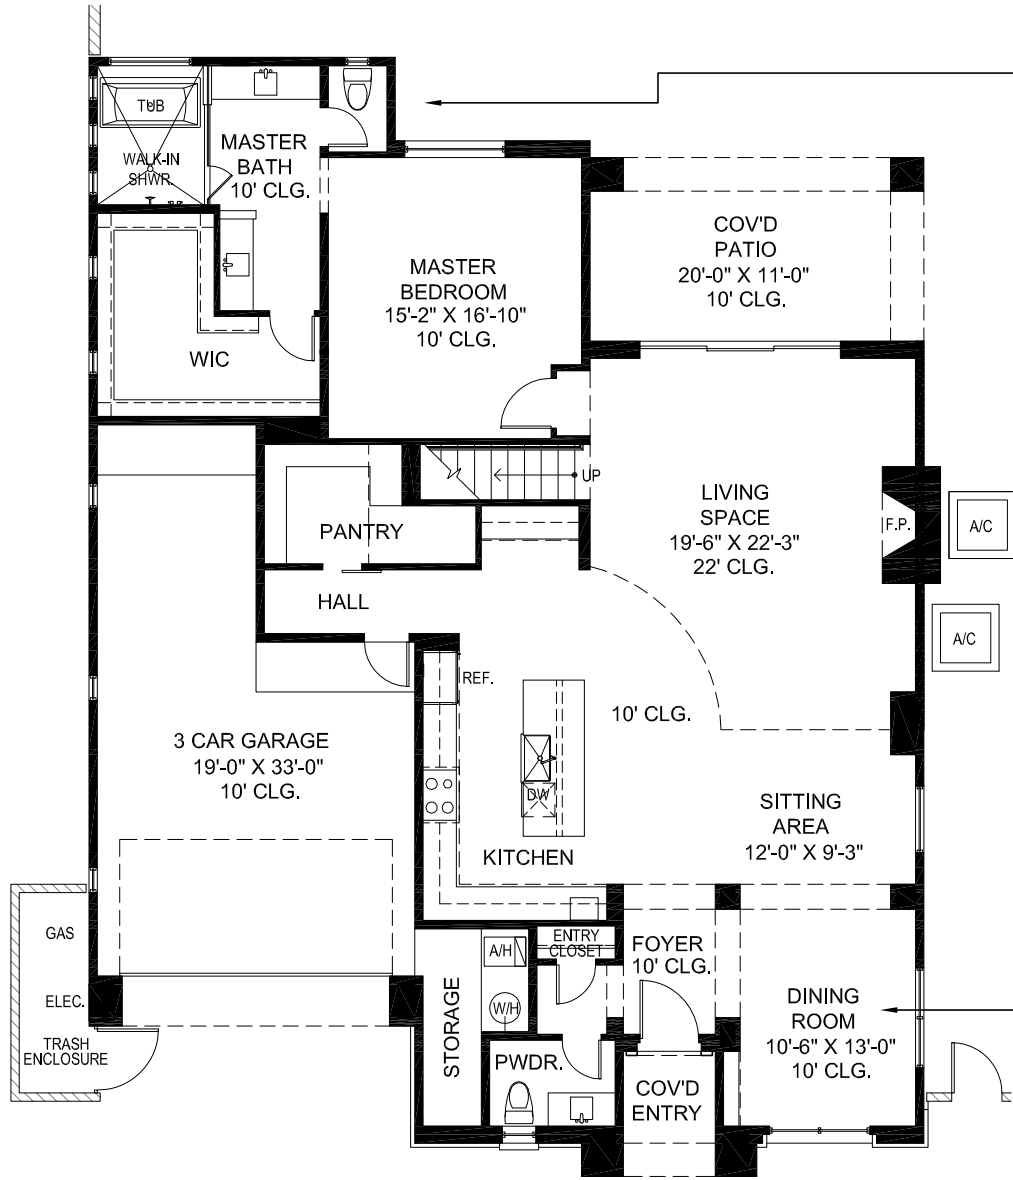 TUB
WALK-IN
SHWR.
MASTER
BATH
10' CLG.
COV'D
PATIO
20'-0" X 11'-0"
10' CLG.
MASTER
BEDROOM
15'-2" X 16'-10"
10' CLG.
WIC
UP
PANTRY
LIVING
SPACE
19'-6" X 22'-3"
22' CLG.
F.P.
A/C
HALL
A/C
REF.
10' CLG.
3 CAR GARAGE
19'-0" X 33'-0"
10' CLG.
DW
SITTING
AREA
12'-0" X 9'-3"
KITCHEN
GAS
ENTRY
CLOSET
A/H
FOYER
10' CLG.
ELEC.
W/H
STORAGE
DINING
ROOM
10'-6" X 13'-0"
10' CLG.
TRASH
ENCLOSURE
PWDR.
COV'D
ENTRY